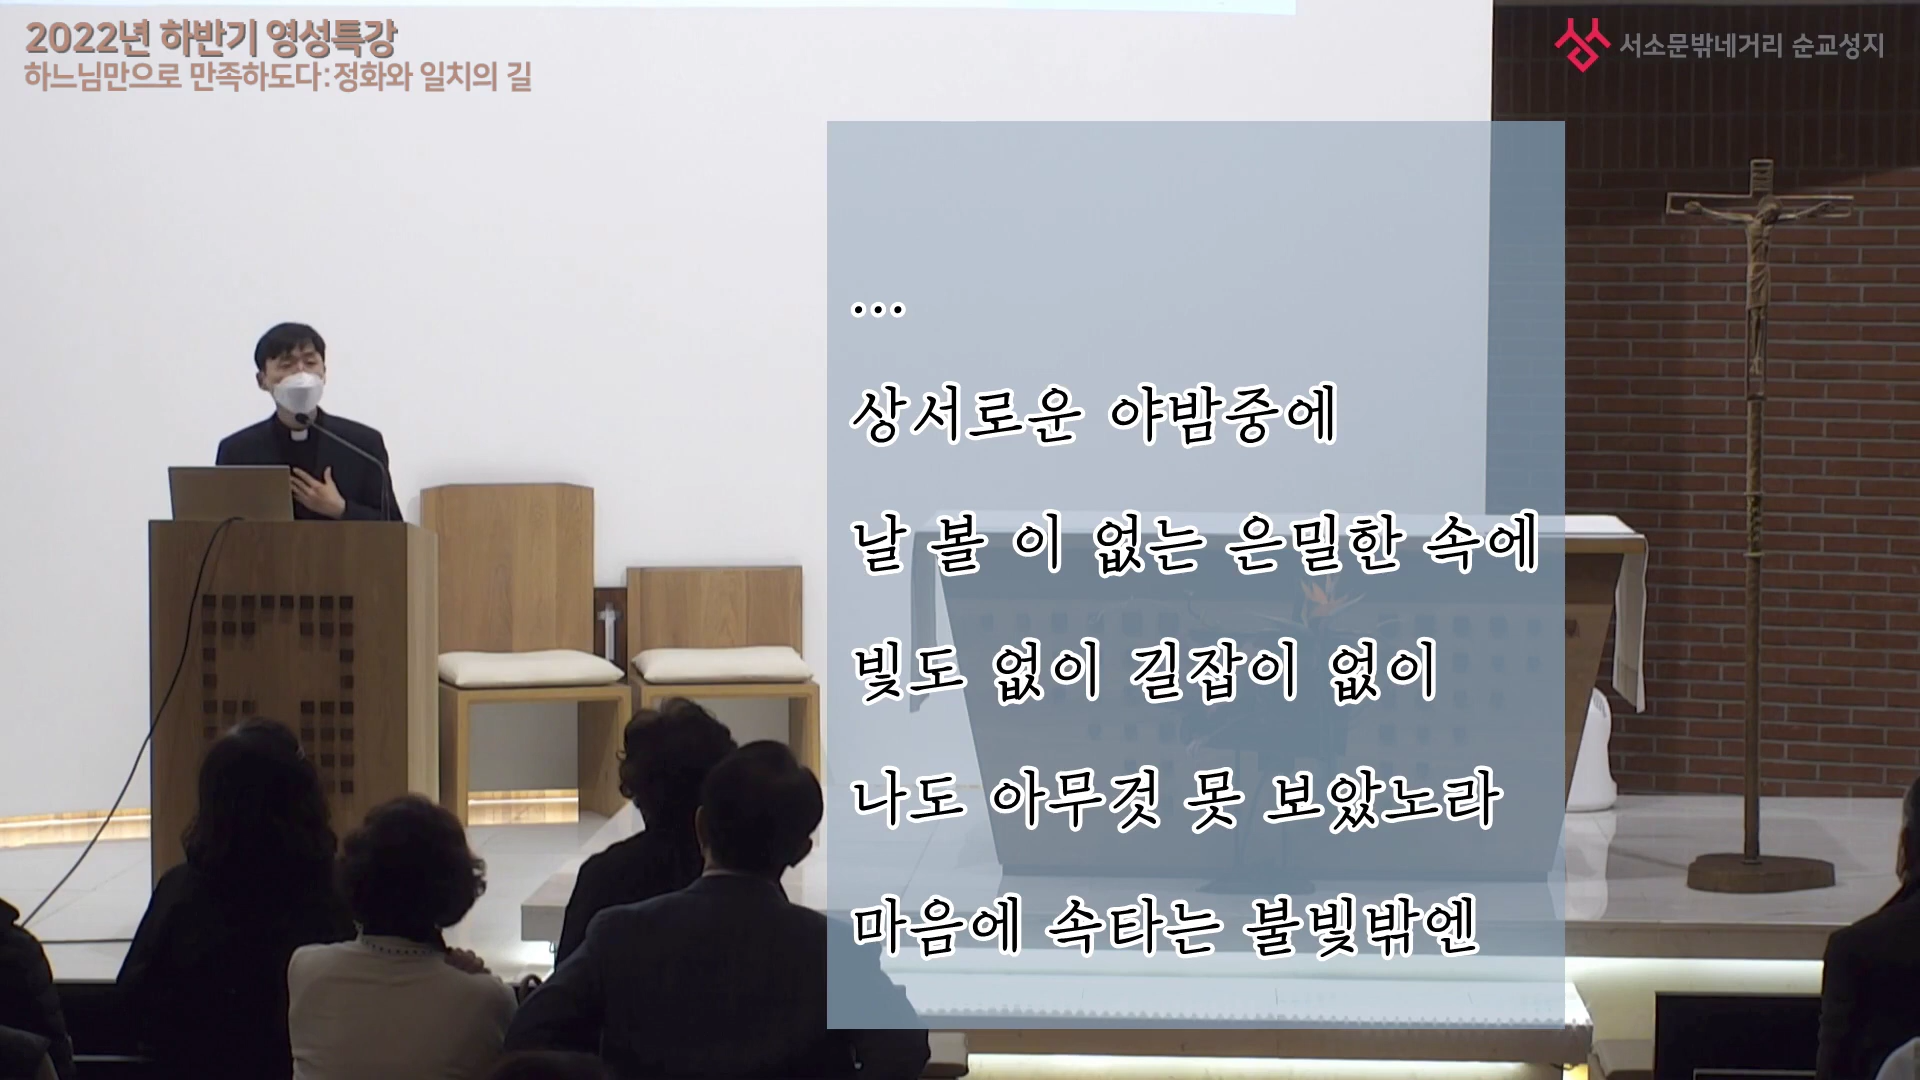 2022년 하반기 영성특강
하느님만으로 만족하도다:정화와 일치의 길
서소문밖네거리 순교성지
...
상서로운 야밤중에
날 볼 이 없는 은밀한 속에
빛도 없이 길잡이 없이
나도 아무것 못 보았노라
마음에 속타는 불빛밖엔